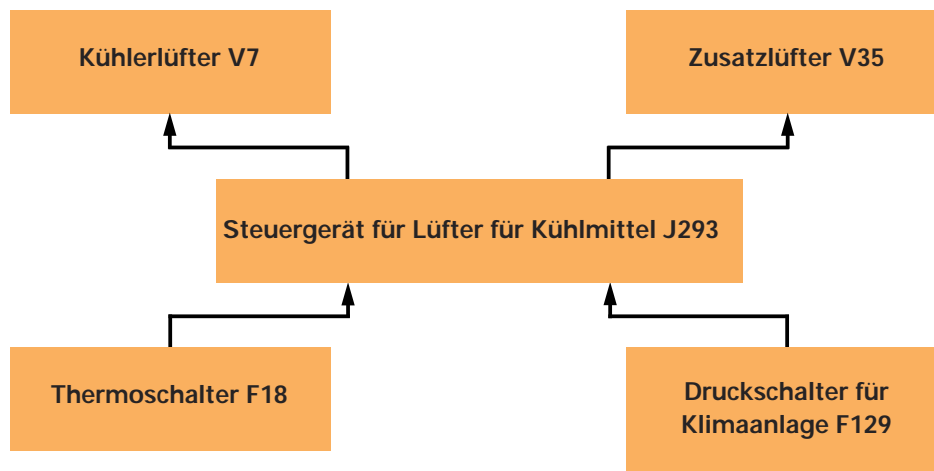 Kühlerlüfter V7
Zusatzlüfter V35
Steuergerät für Lüfter für Kühlmittel J293
Thermoschalter F18
Druckschalter für
Klimaanlage F129